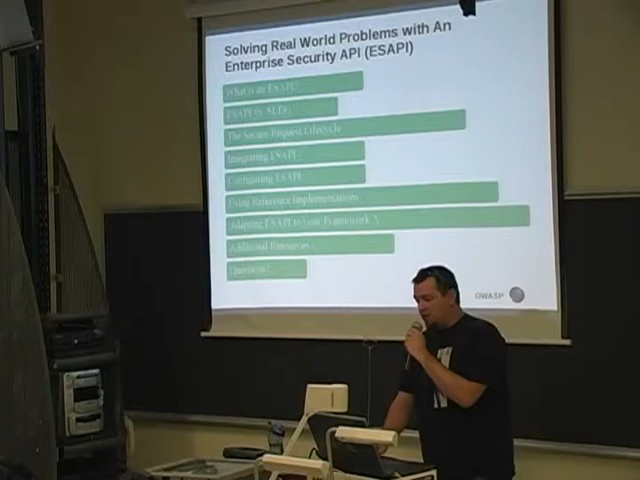 Solving Real World Problems with An
Enterprise Security API (ESAPI)
What is an ESAPI?
ESAPI vs.
The Secure Request Lifecycle
Integrating ESAPI
Configuring ESAPI
Using Reference Implementations
Adapting ESAPI to Your Framework
Additional Resources
Questions?
OWASP